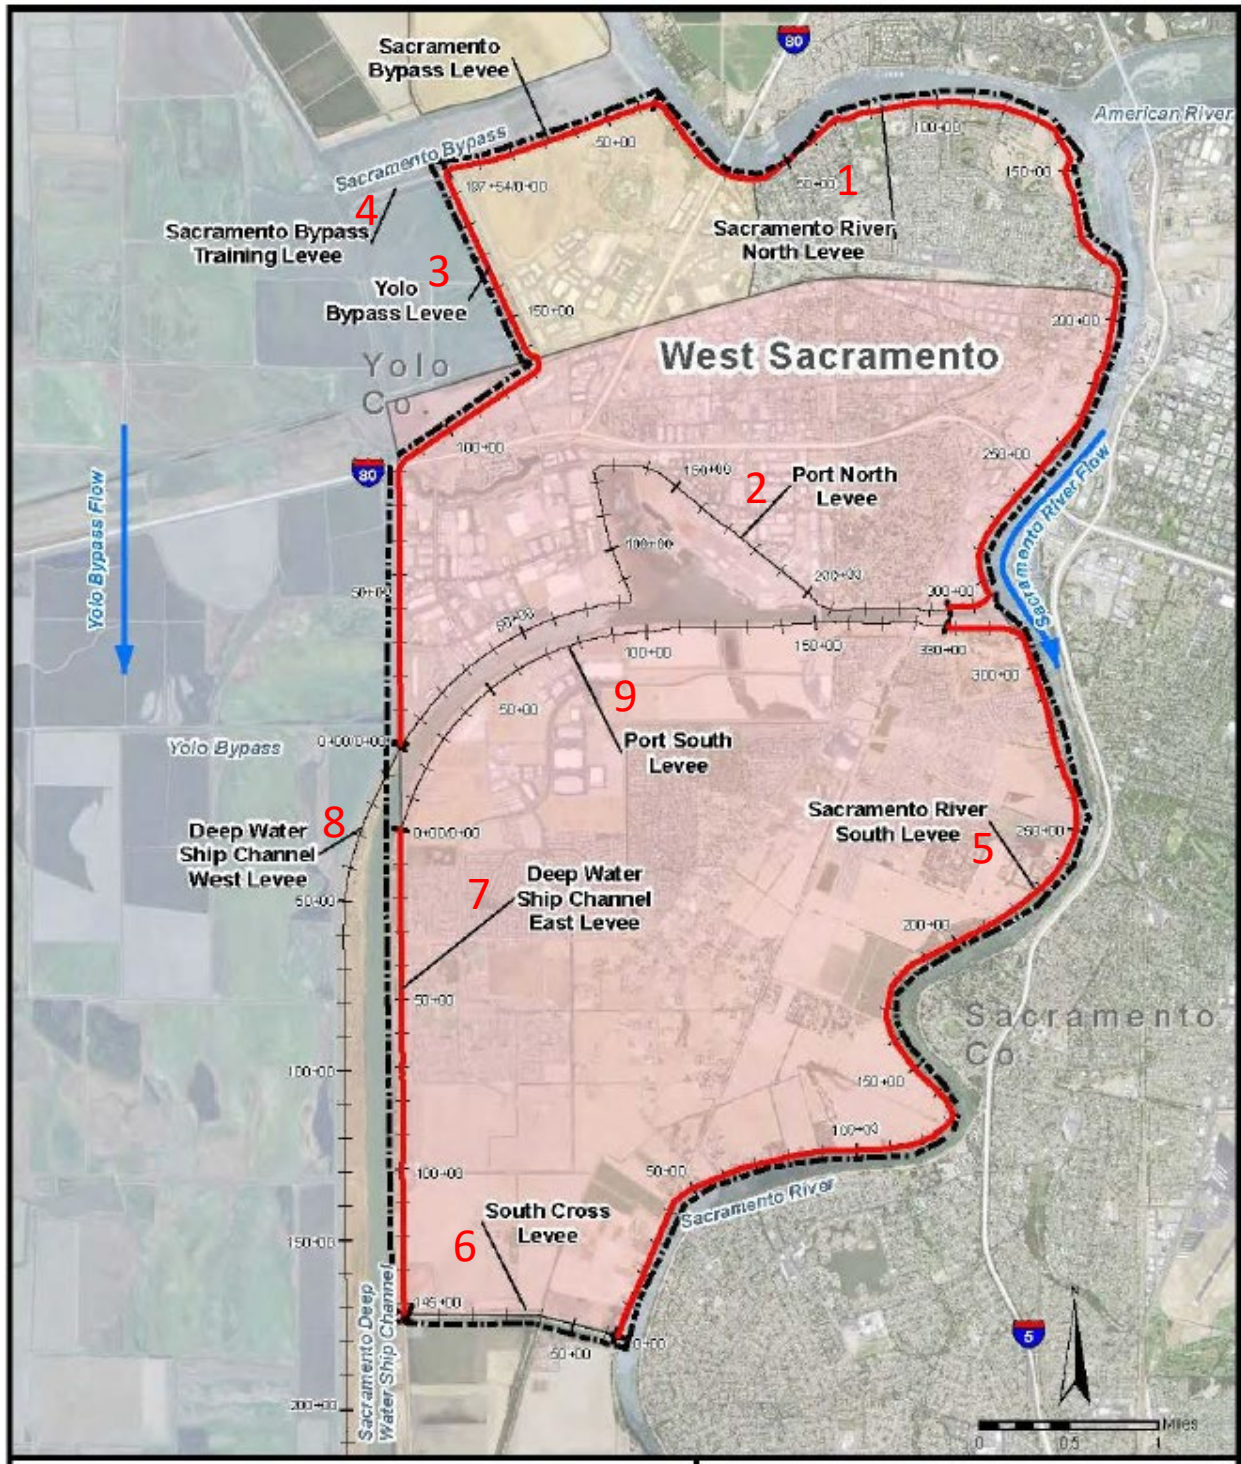 Sacramento
Bypass Levee
80
American River
Sacramento Bypass
50+00
100+00
197+54/0+00
50+00
1
150+00
4
Sacramento Bypass
Training Levee
Sacramento River
North Levee
3
Yolo
Bypass Levee
150+00
200+00
West Sacramento
Yolo
Co.
100+00
80
150+00
2
Port North
Levee
250+00
Sacramento River Flow
Yolo Bypass Flow
100+00
50+00
200+00
300+00
Sacramento River
50+00
100+00
150+00
330+00
300+00
50+00
9
Port South
Levee
Yolo Bypass
0+00/0+00
8
Deep Water
Ship Channel
West Levee
0+00/0+00
Sacramento River
South Levee
5
250+00
50+00
7
Deep Water
Ship Channel
East Levee
200+00
50+00
Sacramento
Co
100+00
150+00
100+00
100+00
50+00
Sacramento River
South Cross
Levee
6
150+00
145+00
Sacramento Deep
Water Ship Channel
50+00
0+00
5
N
200+00
Miles
0
0.5
1